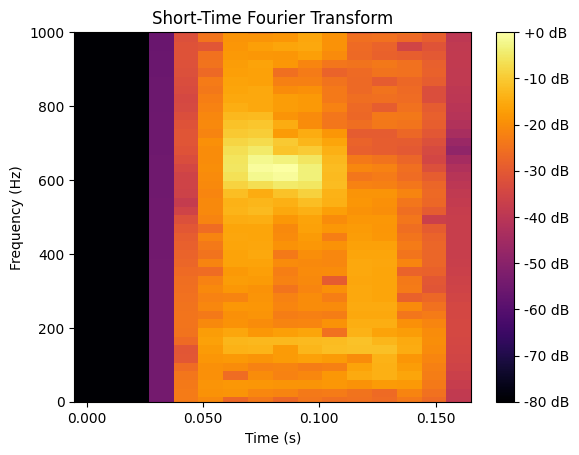 Short-Time Fourier Transform
Frequency (Hz)
1000
800
600
400
200
0
0.000
0.050
0.100
0.150
Time (s)
+0 dB
-10 dB
-20 dB
-30 dB
-40 dB
-50 dB
-60 dB
-70 dB
-80 dB